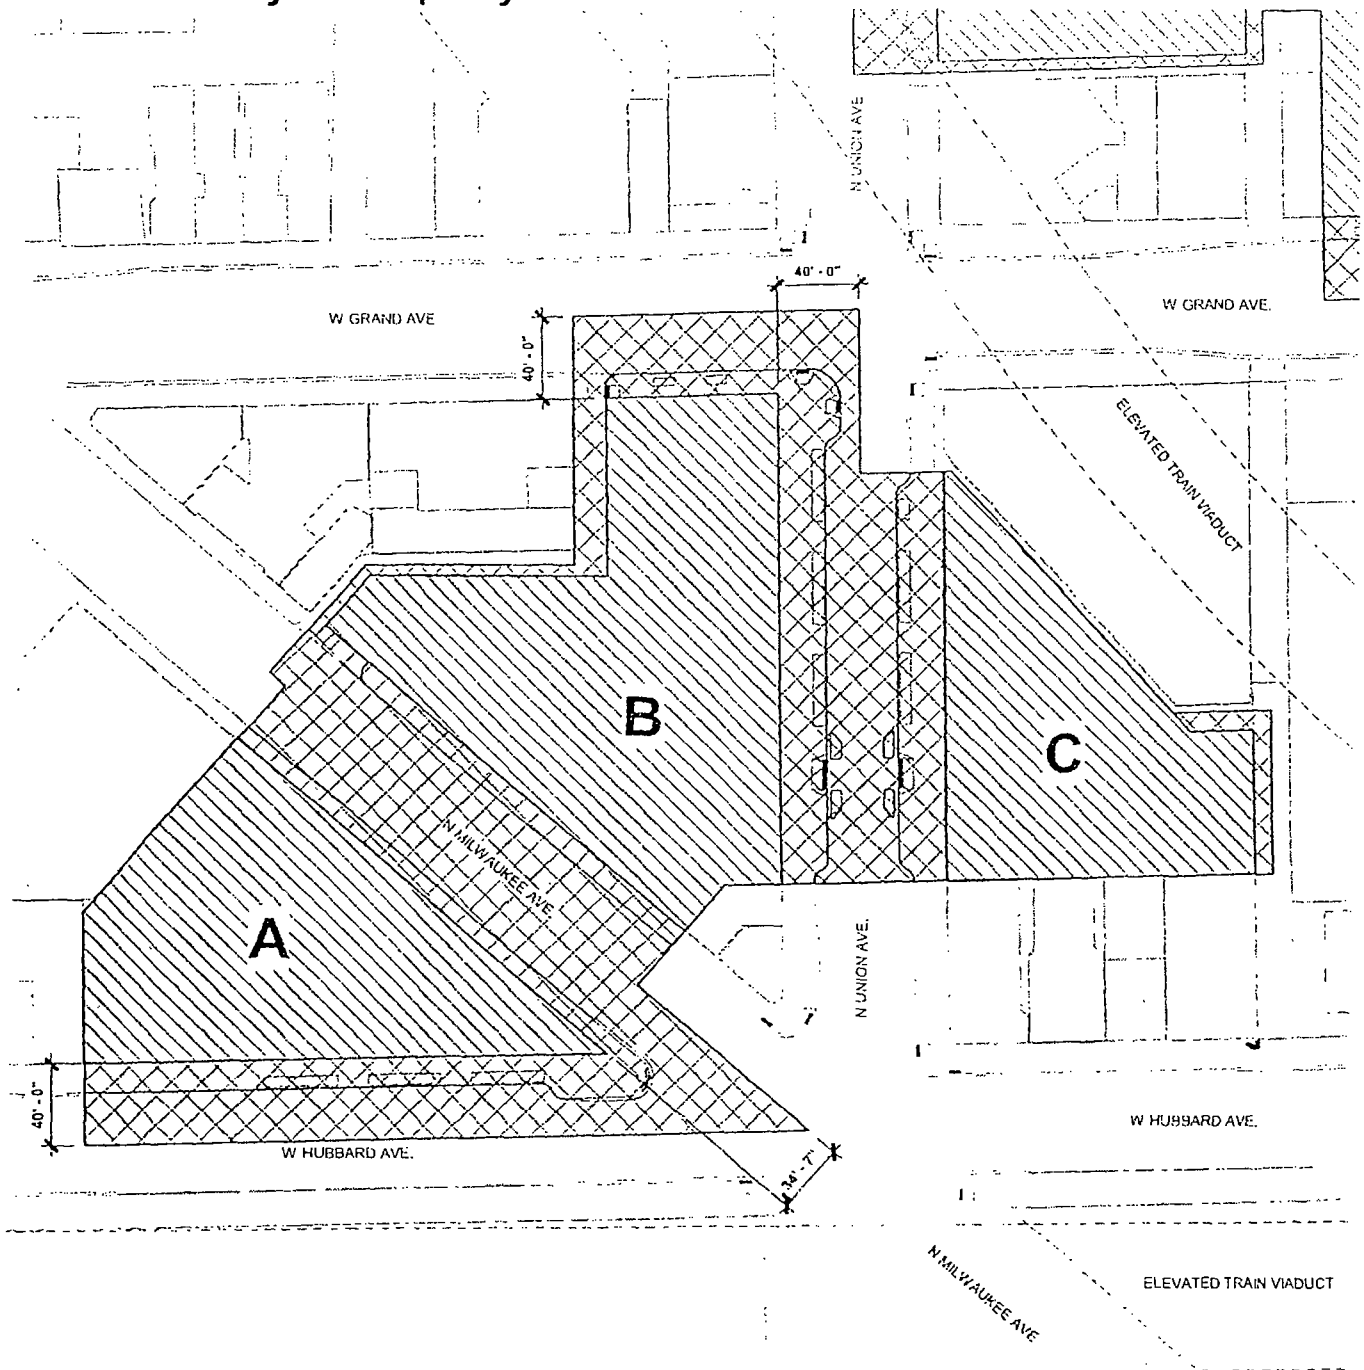 N UNION AVE
40' - 0"
W GRAND AVE
W GRAND AVE.
40' - 0"
ELEVATED TRAIN VIADUCT
B
C
N MILWAUKEE AVE.
A
N UNION AVE.
40' - 0"
W HUBBARD AVE.
W HUBBARD AVE.
34' - 7"
N MILWAUKEE AVE
ELEVATED TRAIN VIADUCT